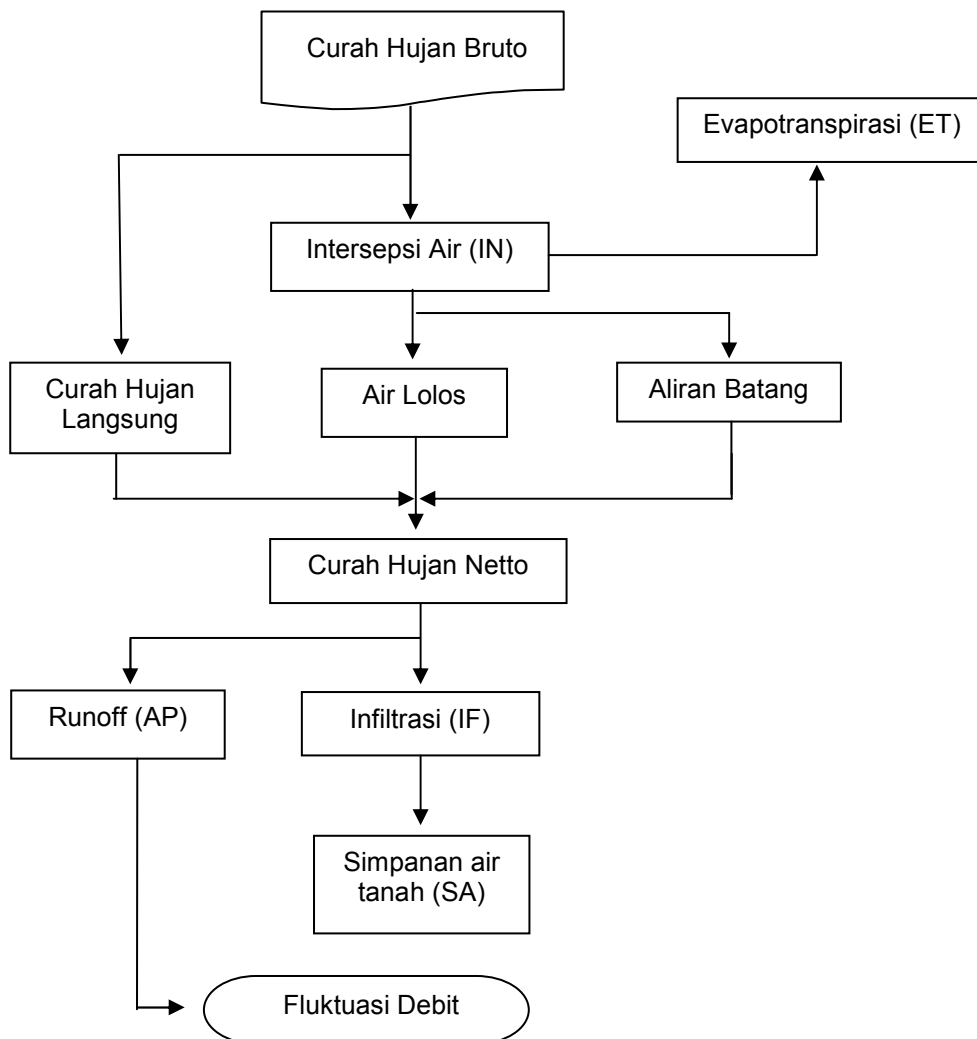 Curah Hujan Bruto
Evapotranspirasi (ET)
Intersepsi Air (IN)
Curah Hujan
Langsung
Air Lolos
Aliran Batang
Curah Hujan Netto
Runoff (AP)
Infiltrasi (IF)
Simpanan air
tanah (SA)
Fluktuasi Debit